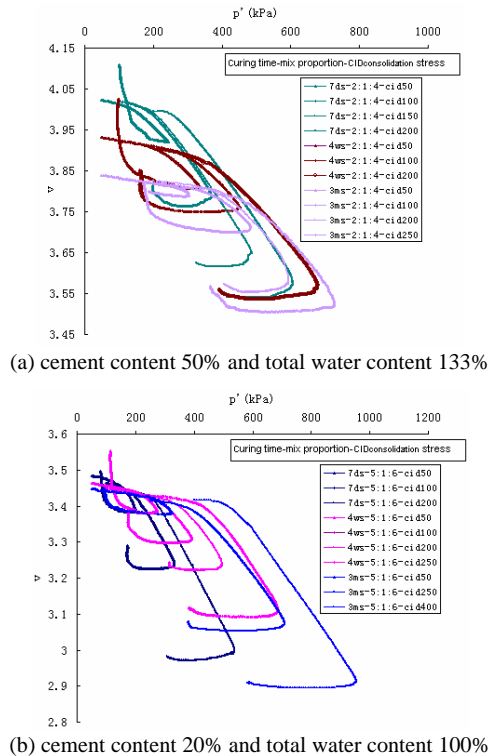 p'(kPa)
0 200 400 600 800 1000
4.15
4.05
3.95
3.85
3.75
3.65
3.55
3.45
v
Curing time-mix proportion-CIDconsolidation stress
7ds-2:1:4-cid50
7ds-2:1:4-cid100
7ds-2:1:4-cid150
7ds-2:1:4-cid200
4ws-2:1:4-cid50
4ws-2:1:4-cid100
4ws-2:1:4-cid200
3ms-2:1:4-cid50
3ms-2:1:4-cid100
3ms-2:1:4-cid200
3ms-2:1:4-cid250
(a) cement content 50% and total water content 133%
p'(kPa)
0 200 400 600 800 1000 1200
3.6
3.5
3.4
3.3
3.2
3.1
3
2.9
2.8
v
Curing time-mix proportion-CIDconsolidation stress
7ds-5:1:6-cid50
7ds-5:1:6-cid100
7ds-5:1:6-cid200
4ws-5:1:6-cid50
4ws-5:1:6-cid100
4ws-5:1:6-cid200
4ws-5:1:6-cid250
3ms-5:1:6-cid50
3ms-5:1:6-cid250
3ms-5:1:6-cid400
(b) cement content 20% and total water content 100%